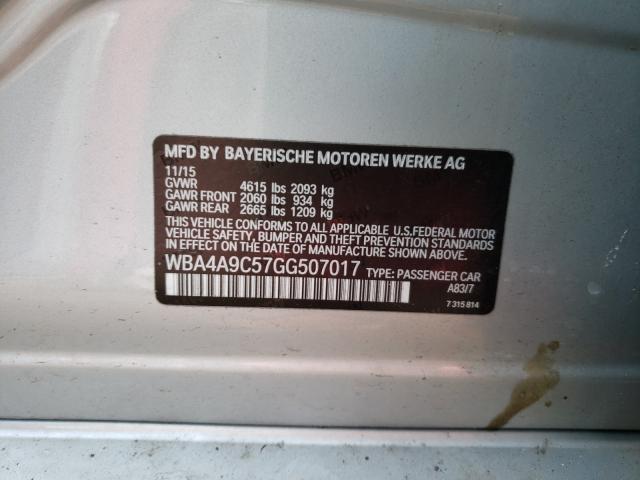 MFD BY BAYERISCHE MOTOREN WERKE AG
11/15
GVWR 4615 lbs 2093 kg
GAWR FRONT 2060 lbs 934 kg
GAWR REAR 2665 lbs 1209 kg
THIS VEHICLE CONFORMS TO ALL APPLICABLE U.S.FEDERAL MOTOR
VEHICLE SAFETY, BUMPER AND THEFT PREVENTION STANDARDS
IN EFFECT ON THE DATE OF MANUFACTURE SHOWN ABOVE.
WBA4A9C57GG507017 TYPE: PASSENGER CAR
A83/7
7 315 814